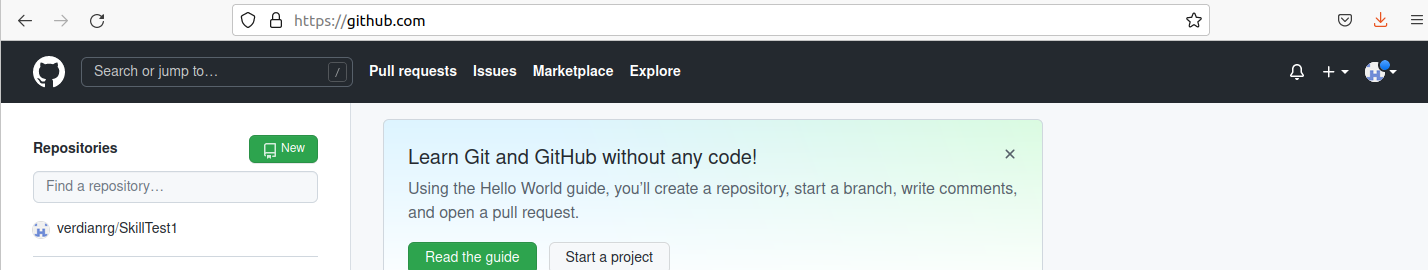 https://github.com
Search or jump to… /
Pull requests Issues Marketplace Explore
Repositories
New
Find a repository…
verdianrg/SkillTest1
Learn Git and GitHub without any code!
Using the Hello World guide, you’ll create a repository, start a branch, write comments,
and open a pull request.
Read the guide
Start a project